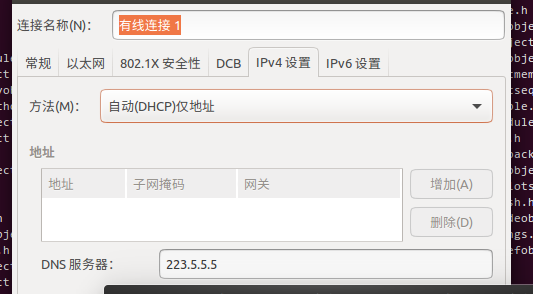 连接名称(N): 有线连接 1
常规 以太网 802.1X 安全性 DCB IPv4 设置 IPv6 设置
方法(M): 自动(DHCP)仅地址
地址
地址 子网掩码 网关 增加(A)
删除(D)
DNS 服务器: 223.5.5.5